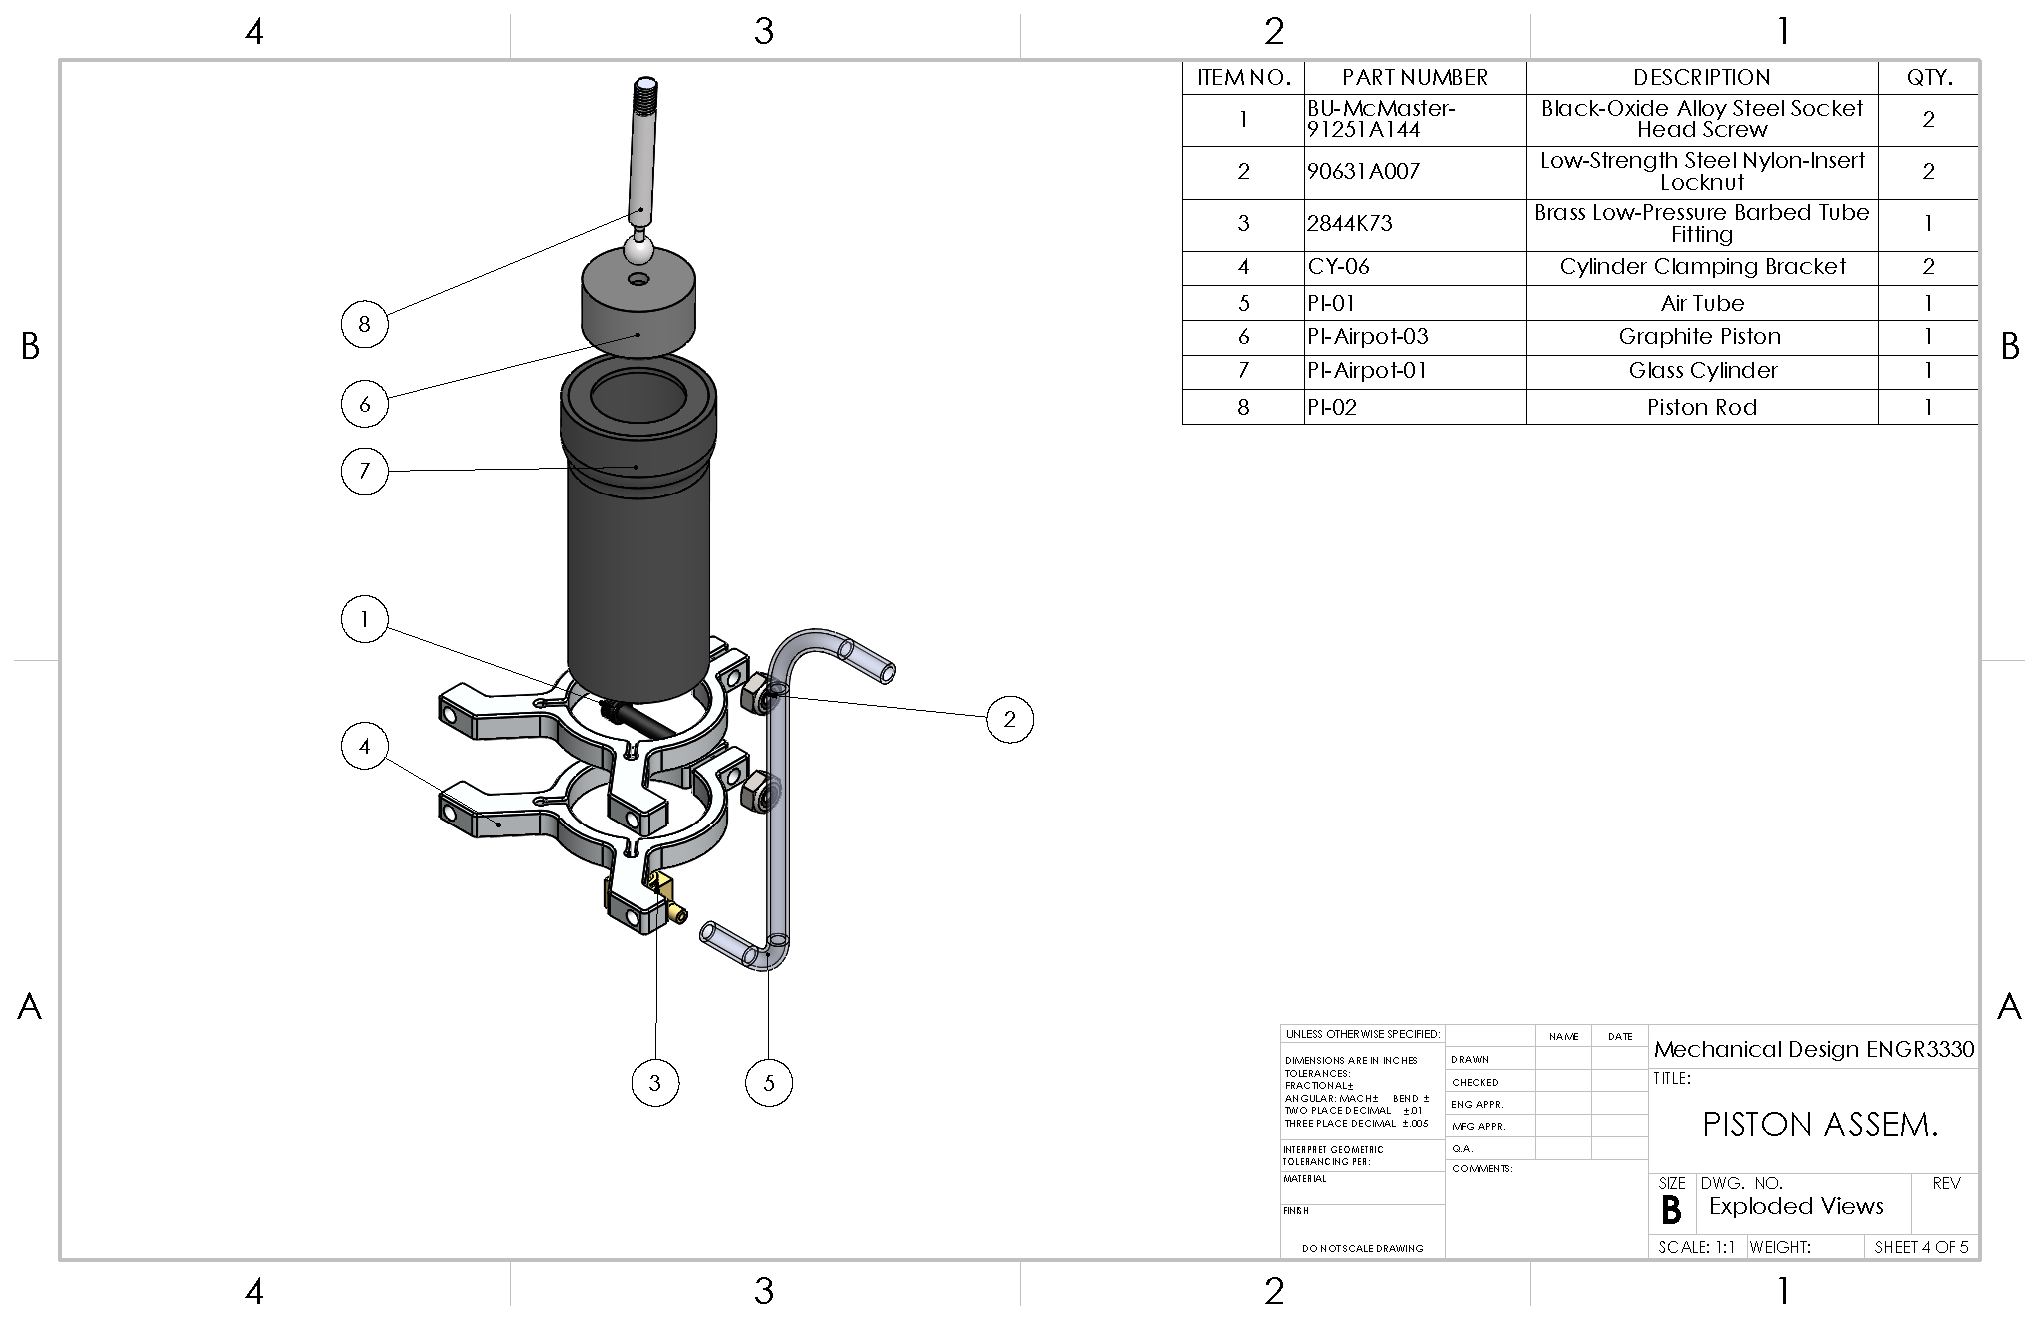 4 3 2 1
ITEM NO. PART NUMBER DESCRIPTION QTY.
1 BU-McMaster-91251A144 Black-Oxide Alloy Steel Socket Head Screw 2
2 90631A007 Low-Strength Steel Nylon-Insert Locknut 2
3 2844K73 Brass Low-Pressure Barbed Tube Fitting 1
4 CY-06 Cylinder Clamping Bracket 2
5 PI-01 Air Tube 1
6 PI-Airpot-03 Graphite Piston 1
7 PI-Airpot-01 Glass Cylinder 1
8 PI-02 Piston Rod 1
B B
8
6
7
1
2
4
3 5
A A
UNLESS OTHERWISE SPECIFIED:
DIMENSIONS ARE IN INCHES
TOLERANCES:
FRACTIONAL±
ANGULAR: MACH± BEND ±
TWO PLACE DECIMAL ±.01
THREE PLACE DECIMAL ±.005
INTERPRET GEOMETRIC
TOLERANCING PER:
MATERIAL
FINISH
DO NOT SCALE DRAWING
NAME DATE
DRAWN
CHECKED
ENG APPR.
MFG APPR.
Q.A.
COMMENTS:
Mechanical Design ENGR3330
TITLE:
PISTON ASSEM.
SIZE DWG. NO. REV
B Exploded Views
SCALE: 1:1 WEIGHT: SHEET 4 OF 5
4 3 2 1